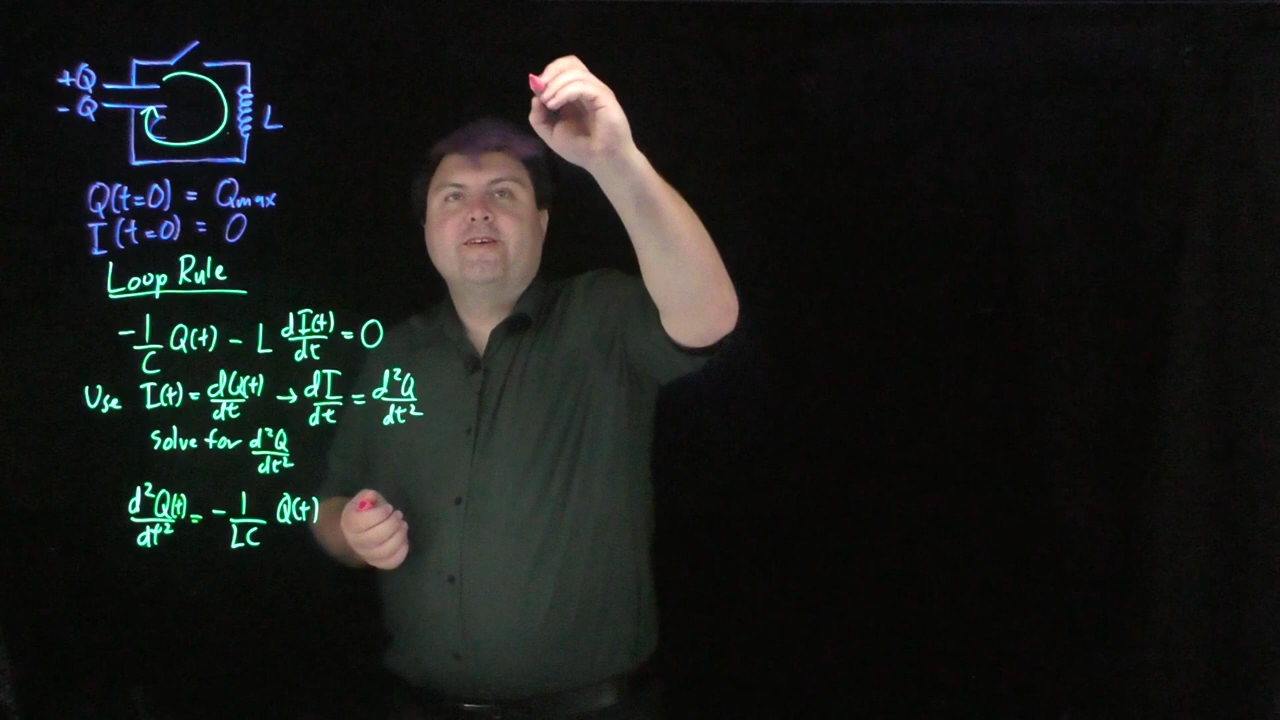 +Q
-Q
C
L
Q(t=0) = Qmax
I(t=0) = 0
Loop Rule
-1/C Q(t) - L dI(t)/dt = 0
Use I(t) = dQ(t)/dt → dI/dt = d²Q/dt²
solve for d²Q/dt²
d²Q(t)/dt² = -1/LC Q(t)